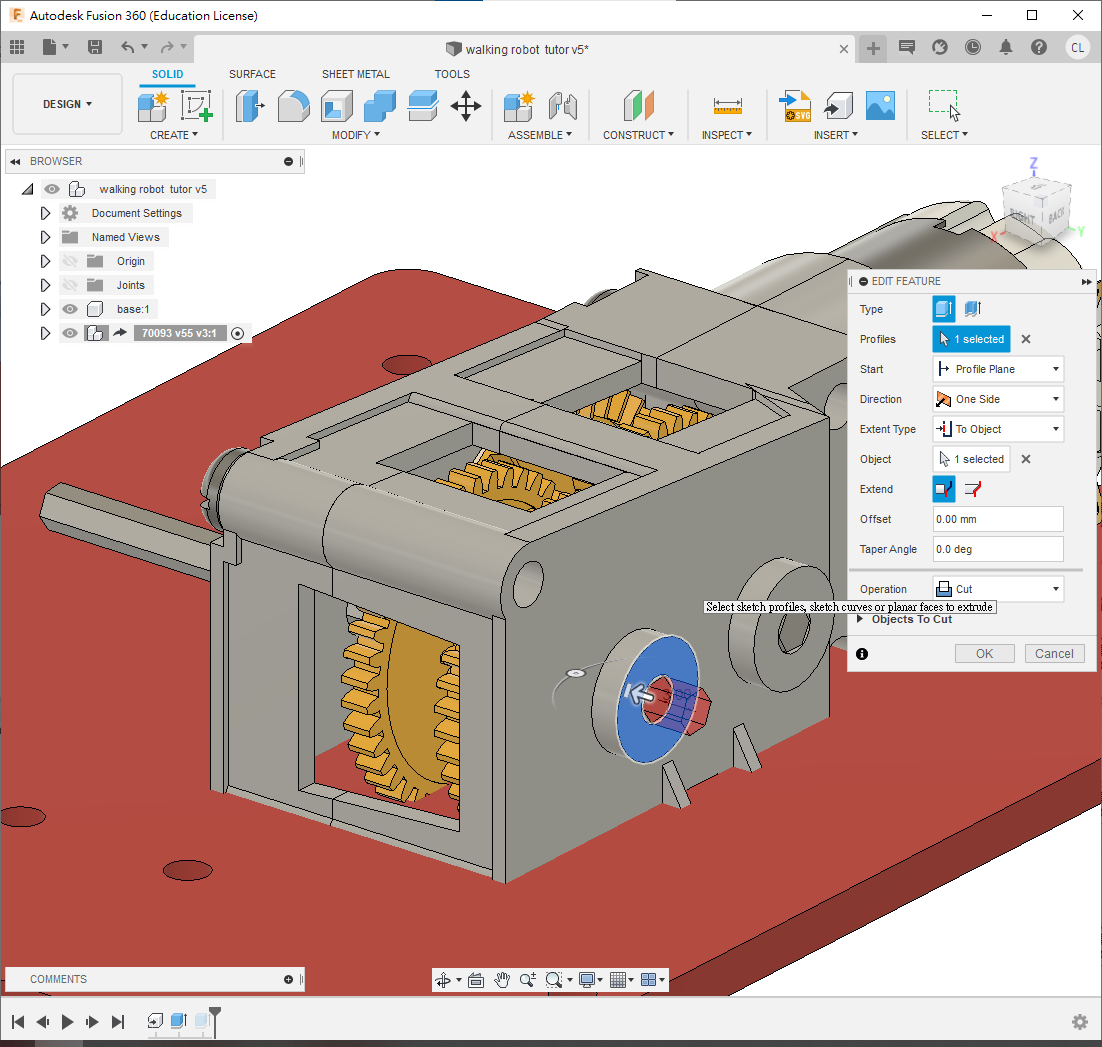 Autodesk Fusion 360 (Education License)
walking robot tutor v5*
CL
DESIGN
SOLID SURFACE SHEET METAL TOOLS
SVG
CREATE MODIFY ASSEMBLE CONSTRUCT INSPECT INSERT SELECT
BROWSER
walking robot tutor v5
Document Settings
Named Views
Origin
Joints
base:1
70093 v55 v3:1
Z
RIGHT BACK
X Y
EDIT FEATURE
Type
Profiles 1 selected
Start Profile Plane
Direction One Side
Extent Type To Object
Object 1 selected
Extend
Offset 0.00 mm
Taper Angle 0.0 deg
Operation Cut
Select sketch profiles, sketch curves or planar faces to extrude
Objects To Cut
OK Cancel
COMMENTS